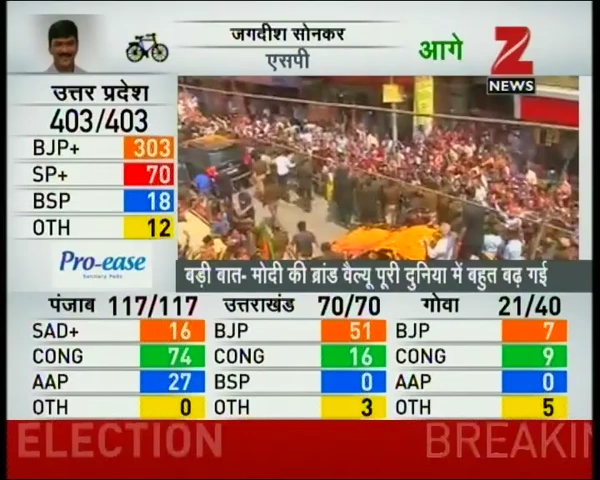 जगदीश सोनकर
एसपी
आगे
Z
NEWS
उत्तर प्रदेश
403/403
BJP+ 303
SP+ 70
BSP 18
OTH 12
Pro-ease
Sanitary Pads
बड़ी बात- मोदी की ब्रांड वैल्यू पूरी दुनिया में बहुत बढ़ गई
पंजाब 117/117
SAD+ 16
CONG 74
AAP 27
OTH 0
उत्तराखंड 70/70
BJP 51
CONG 16
BSP 0
OTH 3
गोवा 21/40
BJP 7
CONG 9
AAP 0
OTH 5
ELECTION BREAKIN